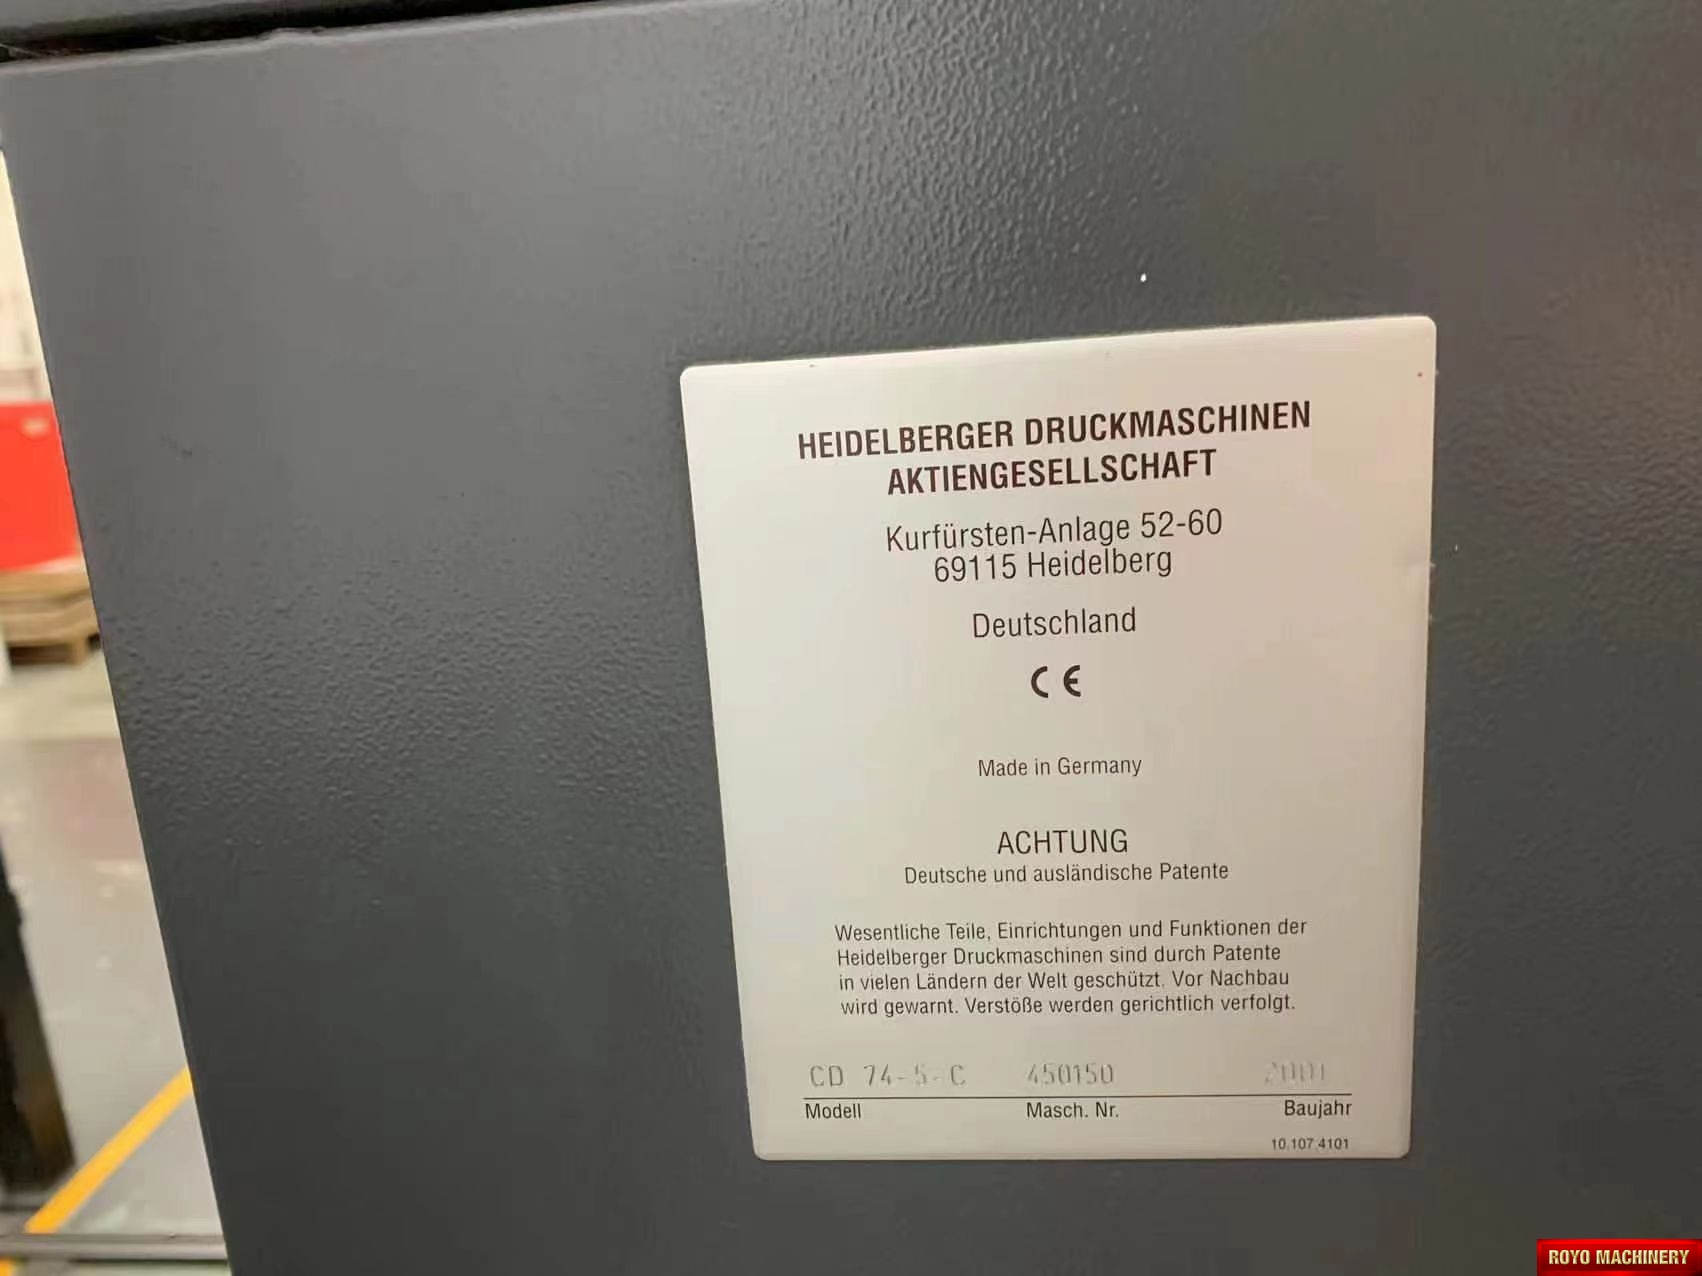 HEIDELBERGER DRUCKMASCHINEN
AKTIENGESELLSCHAFT
Kurfürsten-Anlage 52-60
69115 Heidelberg
Deutschland
CE
Made in Germany
ACHTUNG
Deutsche und ausländische Patente
Wesentliche Teile, Einrichtungen und Funktionen der
Heidelberger Druckmaschinen sind durch Patente
in vielen Ländern der Welt geschützt. Vor Nachbau
wird gewarnt. Verstöße werden gerichtlich verfolgt.
CD 74-5-C 450150 2001
Modell Masch. Nr. Baujahr
10.107.4101
ROYO MACHINERY